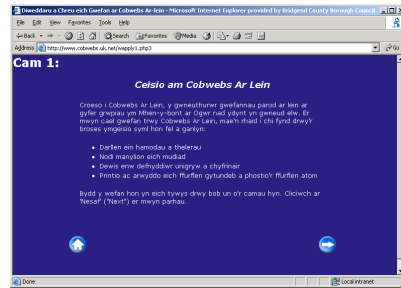 Diweddaru a Chreu eich Gwefan ar Cobwebs Ar-lein - Microsoft Internet Explorer provided by Bridgend County Borough Council
File Edit View Favorites Tools Help
Back Search Favorites Media
Address http://www.cobwebs.uk.net/wapply1.php3 Go
Cam 1:
Ceisio am Cobwebs Ar Lein
Croeso i Cobwebs Ar Lein, y gwneuthurwr gwefannau parod ar lein ar
gyfer grwpiau ym Mhen-y-bont ar Ogwr nad ydynt yn gwneud elw. Er
mwyn cael gwefan trwy Cobwebs Ar Lein, mae'n rhaid i chi fynd drwy'r
broses ymgeisio syml hon fel a ganlyn:
• Darllen ein hamodau a thelerau
• Nodi manylion eich mudiad
• Dewis enw defnyddiwr unigryw a chyfrinair
• Printio ac arwyddo eich ffurflen gytundeb a phostio'r ffurflen atom
Bydd y wefan hon yn eich tywys drwy bob un o'r camau hyn. Cliciwch ar
'Nesaf' ("Next") er mwyn parhau.
Done Local intranet